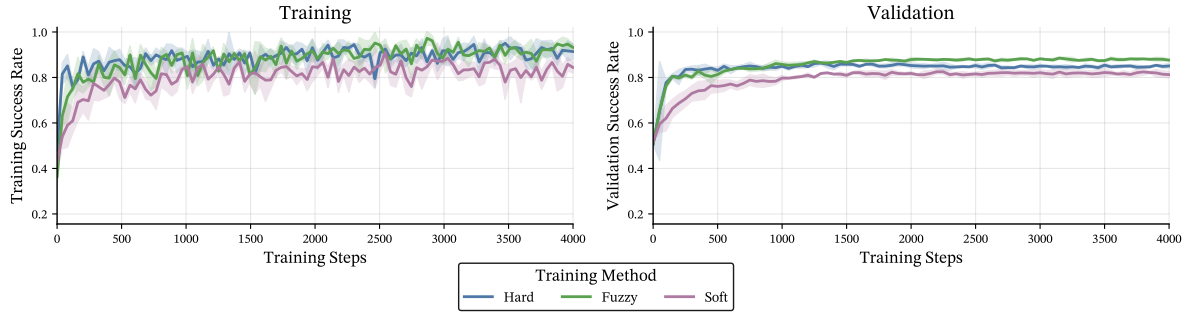 Training
Training Success Rate
1.0
0.8
0.6
0.4
0.2
0 500 1000 1500 2000 2500 3000 3500 4000
Training Steps
Validation
Validation Success Rate
1.0
0.8
0.6
0.4
0.2
0 500 1000 1500 2000 2500 3000 3500 4000
Training Steps
Training Method
Hard Fuzzy Soft